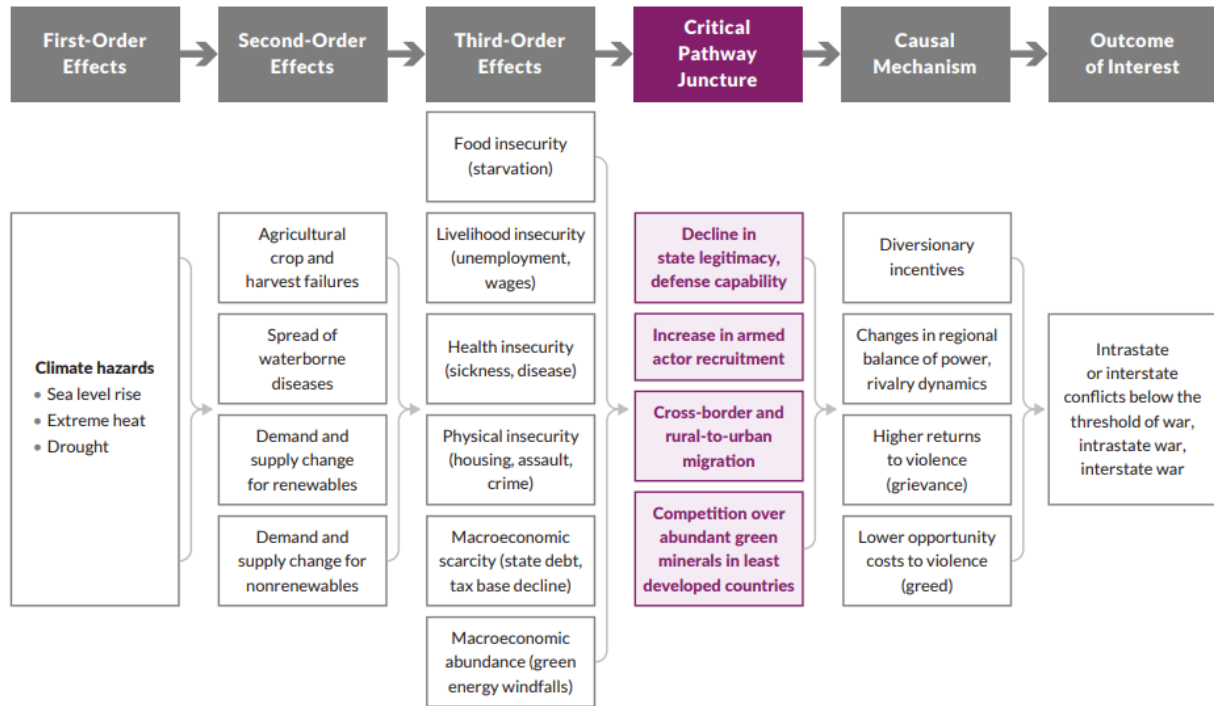 First-Order
Effects
Second-Order
Effects
Third-Order
Effects
Critical
Pathway
Juncture
Causal
Mechanism
Outcome
of Interest
Climate hazards
• Sea level rise
• Extreme heat
• Drought
Agricultural
crop and
harvest failures
Spread of
waterborne
diseases
Demand and
supply change
for renewables
Demand and
supply change for
nonrenewables
Food insecurity
(starvation)
Livelihood insecurity
(unemployment,
wages)
Health insecurity
(sickness, disease)
Physical insecurity
(housing, assault,
crime)
Macroeconomic
scarcity (state debt,
tax base decline)
Macroeconomic
abundance (green
energy windfalls)
Decline in
state legitimacy,
defense capability
Increase in armed
actor recruitment
Cross-border and
rural-to-urban
migration
Competition over
abundant green
minerals in least
developed countries
Diversionary
incentives
Changes in regional
balance of power,
rivalry dynamics
Higher returns
to violence
(grievance)
Lower opportunity
costs to violence
(greed)
Intrastate
or interstate
conflicts below the
threshold of war,
intrastate war,
interstate war